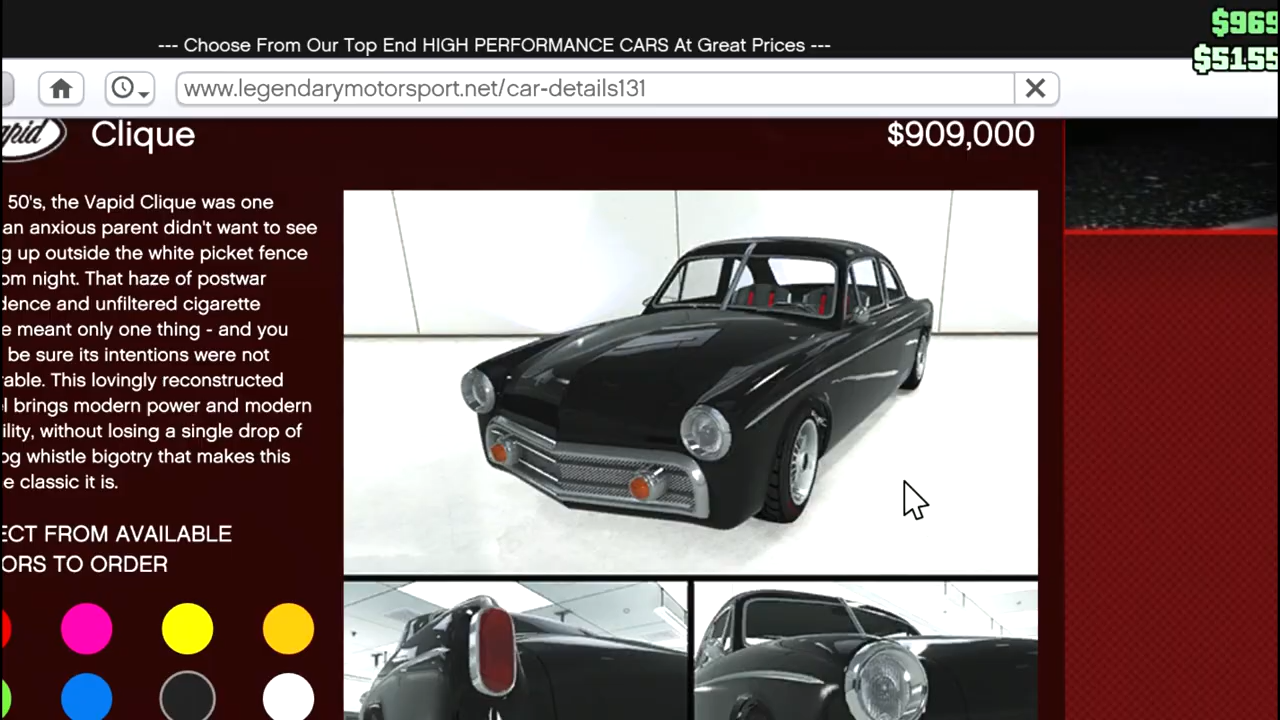 $969
--- Choose From Our Top End HIGH PERFORMANCE CARS At Great Prices ---
$5155
www.legendarymotorsport.net/car-details131
Clique
$909,000
50's, the Vapid Clique was one
an anxious parent didn't want to see
g up outside the white picket fence
om night. That haze of postwar
dence and unfiltered cigarette
e meant only one thing - and you
be sure its intentions were not
rable. This lovingly reconstructed
l brings modern power and modern
ility, without losing a single drop of
og whistle bigotry that makes this
e classic it is.
ECT FROM AVAILABLE
ORS TO ORDER